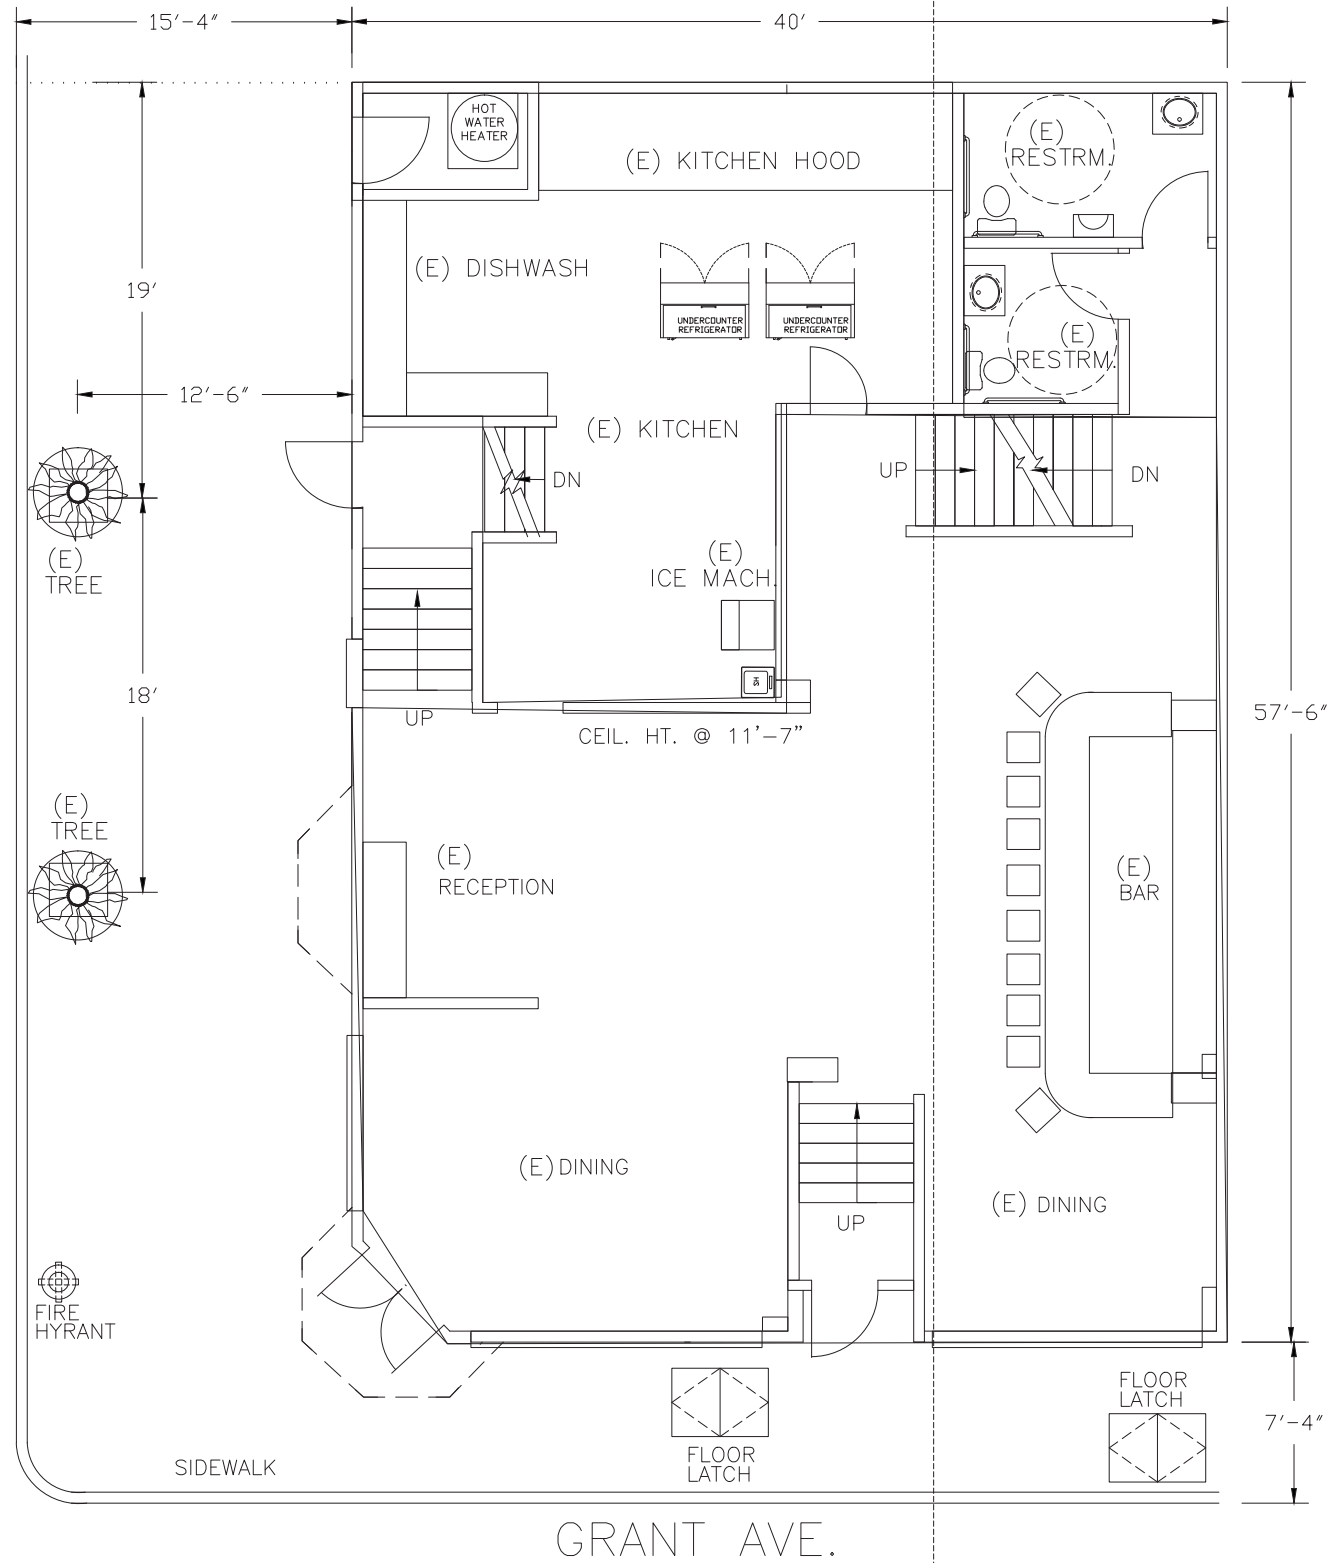 15'-4"
40'
HOT
WATER
HEATER
(E) KITCHEN HOOD
(E)
RESTRM.
(E) DISHWASH
19'
UNDERCOUNTER
REFRIGERATOR
UNDERCOUNTER
REFRIGERATOR
(E)
RESTRM.
12'-6"
(E) KITCHEN
UP
DN
DN
(E)
TREE
(E)
ICE MACH.
SH
18'
UP
CEIL. HT. @ 11'-7"
57'-6"
(E)
TREE
(E)
RECEPTION
(E)
BAR
(E) DINING
(E) DINING
UP
FIRE
HYRANT
FLOOR
LATCH
7'-4"
FLOOR
LATCH
SIDEWALK
GRANT AVE.